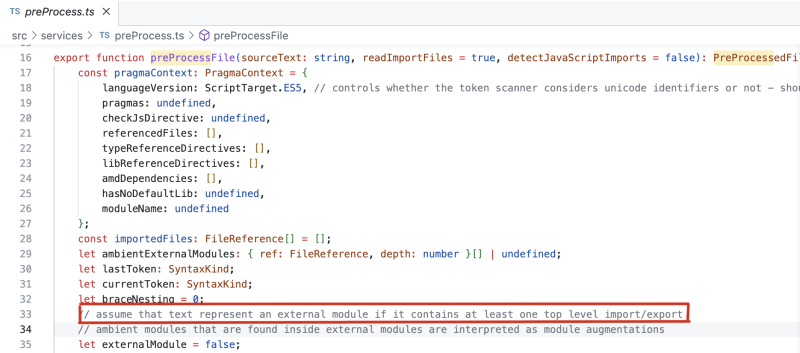 TS preProcess.ts ×
src > services > TS preProcess.ts > preProcessFile
16 export function preProcessFile(sourceText: string, readImportFiles = true, detectJavaScriptImports = false): PreProcessedFil
17 const pragmaContext: PragmaContext = {
18 languageVersion: ScriptTarget.ES5, // controls whether the token scanner considers unicode identifiers or not - shou
19 pragmas: undefined,
20 checkJsDirective: undefined,
21 referencedFiles: [],
22 typeReferenceDirectives: [],
23 libReferenceDirectives: [],
24 amdDependencies: [],
25 hasNoDefaultLib: undefined,
26 moduleName: undefined
27 };
28 const importedFiles: FileReference[] = [];
29 let ambientExternalModules: { ref: FileReference, depth: number }[] | undefined;
30 let lastToken: SyntaxKind;
31 let currentToken: SyntaxKind;
32 let braceNesting = 0;
33 // assume that text represent an external module if it contains at least one top level import/export
34 // ambient modules that are found inside external modules are interpreted as module augmentations
35 let externalModule = false;